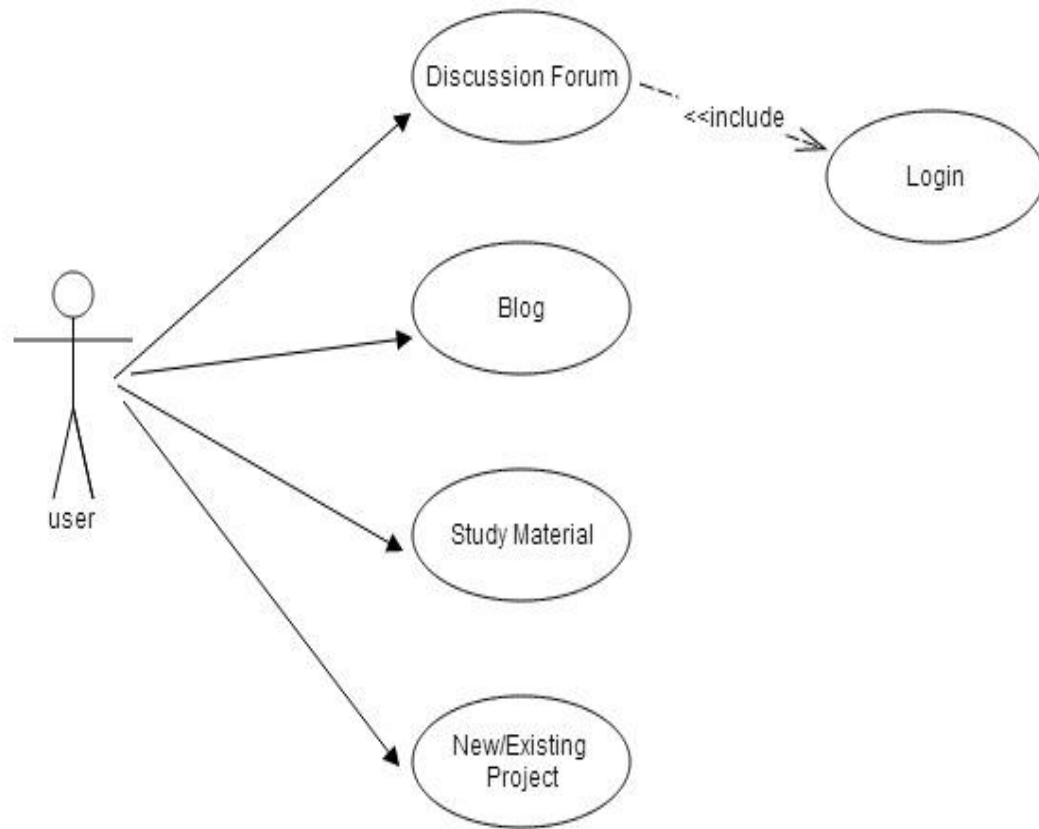 Discussion Forum
<<include
Login
Blog
user
Study Material
New/Existing
Project